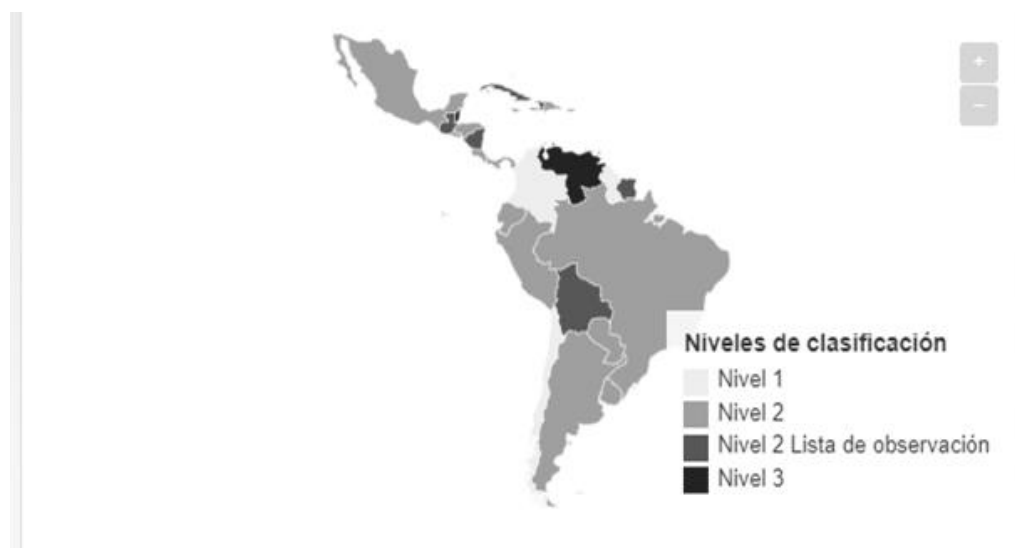 +
−
Niveles de clasificación
Nivel 1
Nivel 2
Nivel 2 Lista de observación
Nivel 3